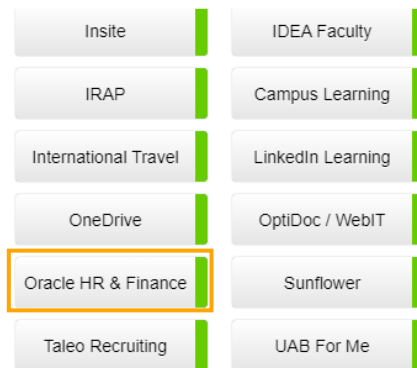 Insite
IDEA Faculty
IRAP
Campus Learning
International Travel
LinkedIn Learning
OneDrive
OptiDoc / WebIT
Oracle HR & Finance
Sunflower
Taleo Recruiting
UAB For Me